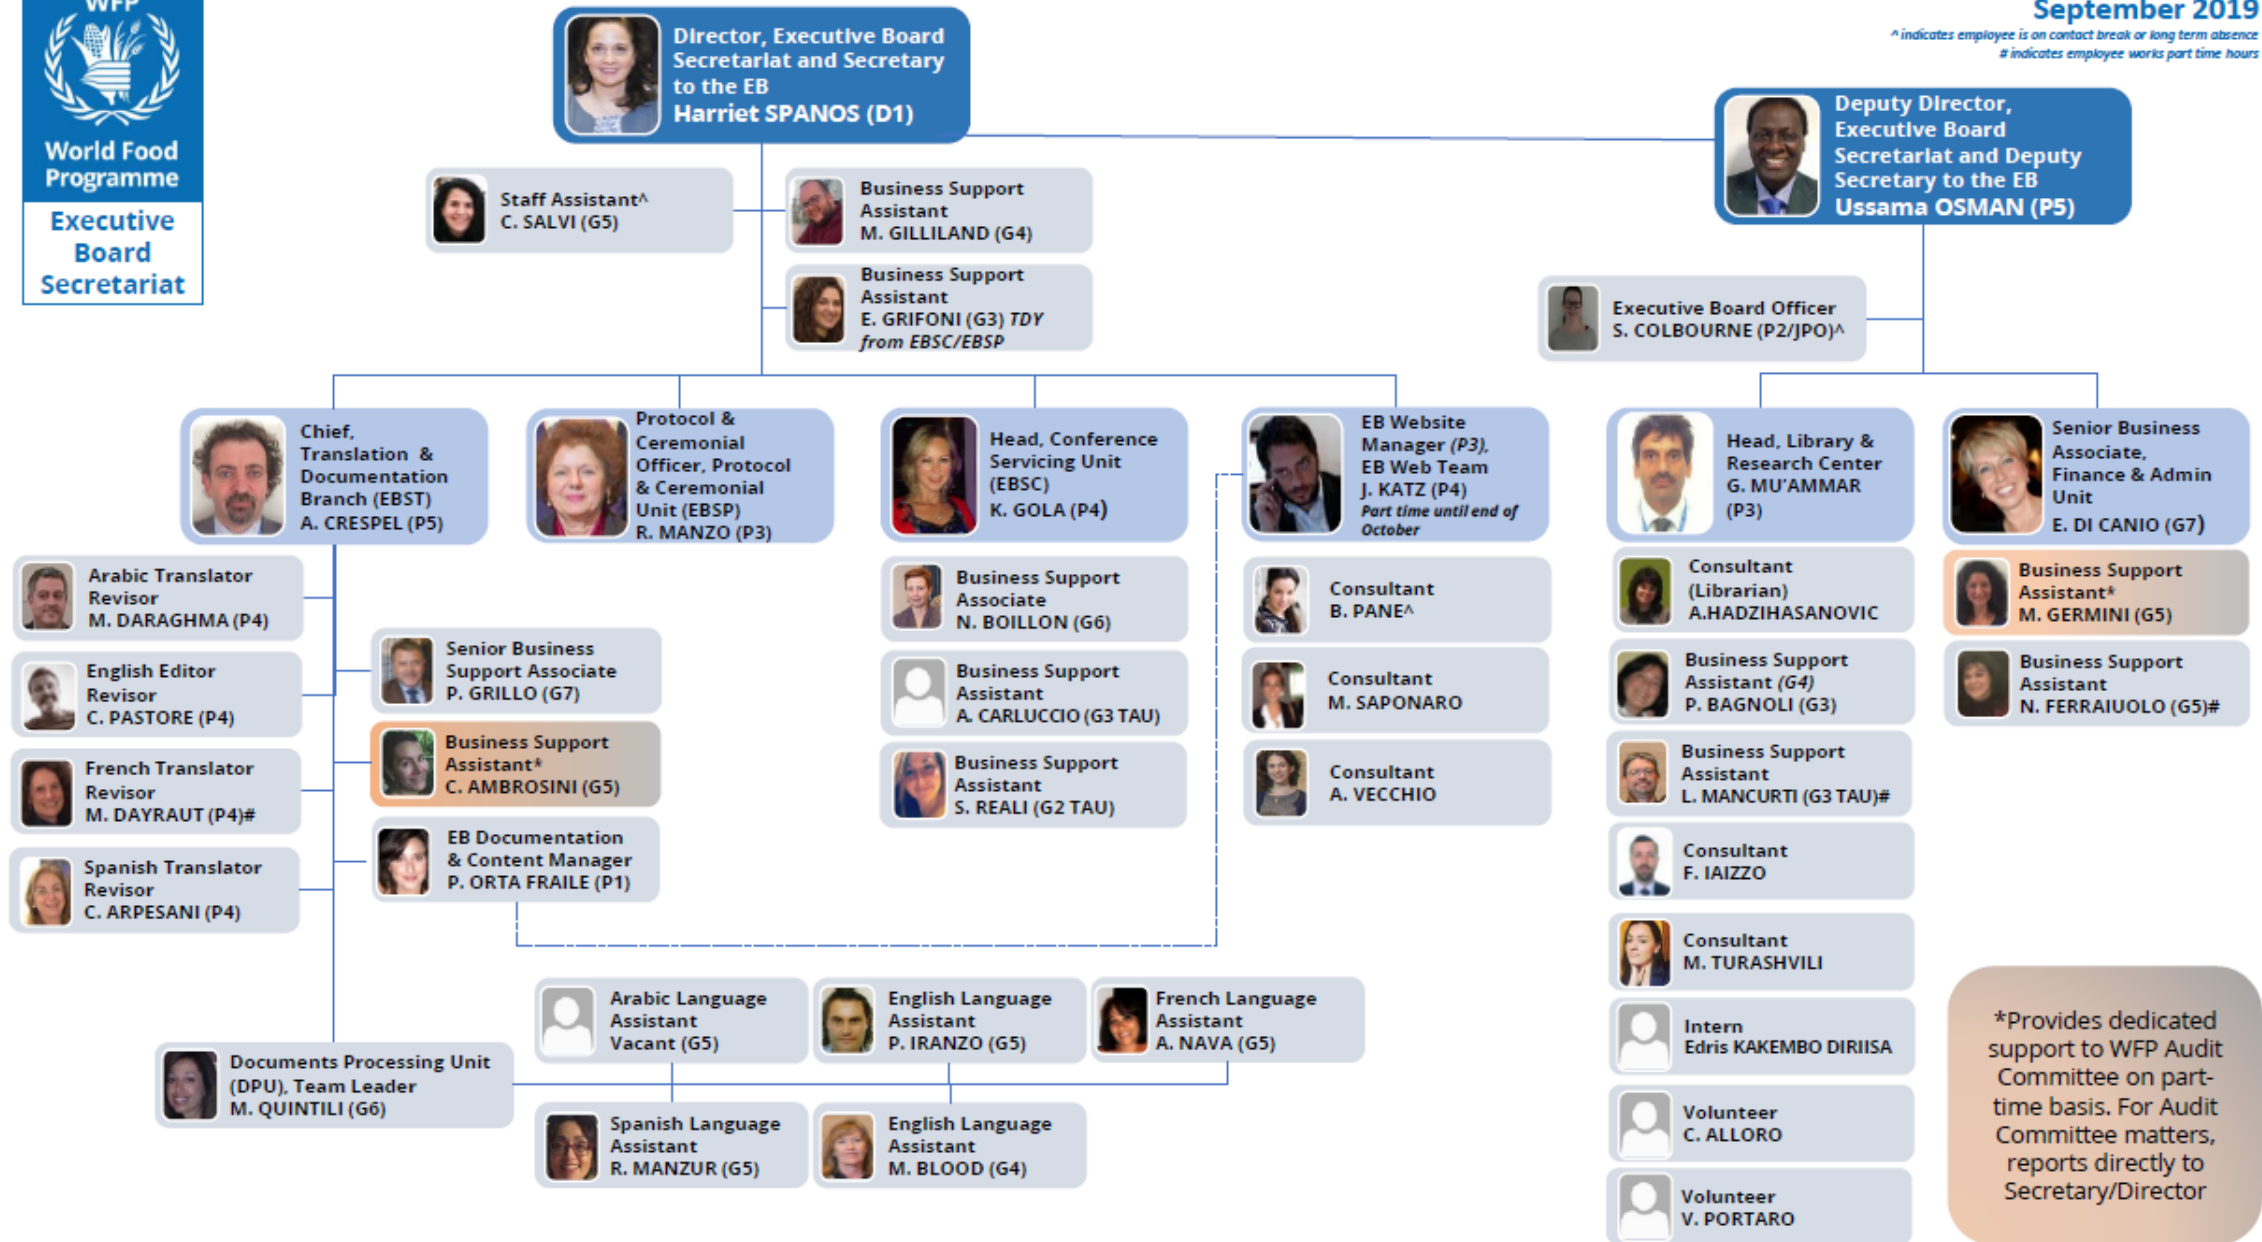 WFP
World Food
Programme
Executive
Board
Secretariat
September 2019
^ indicates employee is on contact break or long term absence
# indicates employee works part time hours
Director, Executive Board
Secretariat and Secretary
to the EB
Harriet SPANOS (D1)
Deputy Director,
Executive Board
Secretariat and Deputy
Secretary to the EB
Ussama OSMAN (P5)
Staff Assistant^
C. SALVI (G5)
Business Support
Assistant
M. GILLILAND (G4)
Business Support
Assistant
E. GRIFONI (G3) TDY
from EBSC/EBSP
Executive Board Officer
S. COLBOURNE (P2/JPO)^
Chief,
Translation &
Documentation
Branch (EBST)
A. CRESPEL (P5)
Protocol &
Ceremonial
Officer, Protocol
& Ceremonial
Unit (EBSP)
R. MANZO (P3)
Head, Conference
Servicing Unit
(EBSC)
K. GOLA (P4)
EB Website
Manager (P3),
EB Web Team
J. KATZ (P4)
Part time until end of
October
Head, Library &
Research Center
G. MU'AMMAR
(P3)
Senior Business
Associate,
Finance & Admin
Unit
E. DI CANIO (G7)
Arabic Translator
Revisor
M. DARAGHMA (P4)
English Editor
Revisor
C. PASTORE (P4)
French Translator
Revisor
M. DAYRAUT (P4)#
Spanish Translator
Revisor
C. ARPESANI (P4)
Senior Business
Support Associate
P. GRILLO (G7)
Business Support
Assistant*
C. AMBROSINI (G5)
EB Documentation
& Content Manager
P. ORTA FRAILE (P1)
Business Support
Associate
N. BOILLON (G6)
Business Support
Assistant
A. CARLUCCIO (G3 TAU)
Business Support
Assistant
S. REALI (G2 TAU)
Consultant
B. PANE^
Consultant
M. SAPONARO
Consultant
A. VECCHIO
Consultant
(Librarian)
A.HADZIHASANOVIC
Business Support
Assistant (G4)
P. BAGNOLI (G3)
Business Support
Assistant
L. MANCURTI (G3 TAU)#
Consultant
F. IAIZZO
Consultant
M. TURASHVILI
Intern
Edris KAKEMBO DIRIISA
Volunteer
C. ALLORO
Volunteer
V. PORTARO
Business Support
Assistant*
M. GERMINI (G5)
Business Support
Assistant
N. FERRAIUOLO (G5)#
Documents Processing Unit
(DPU), Team Leader
M. QUINTILI (G6)
Arabic Language
Assistant
Vacant (G5)
English Language
Assistant
P. IRANZO (G5)
French Language
Assistant
A. NAVA (G5)
Spanish Language
Assistant
R. MANZUR (G5)
English Language
Assistant
M. BLOOD (G4)
*Provides dedicated
support to WFP Audit
Committee on part-
time basis. For Audit
Committee matters,
reports directly to
Secretary/Director